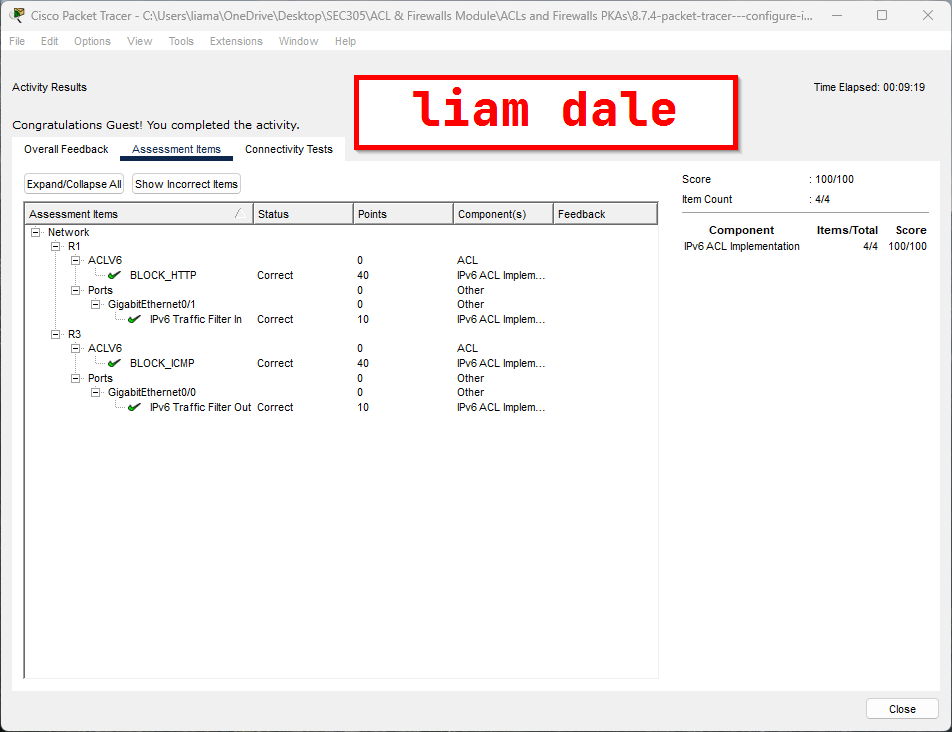 Cisco Packet Tracer - C:\Users\liama\OneDrive\Desktop\SEC305\ACL & Firewalls Module\ACLs and Firewalls PKAs\8.7.4-packet-tracer---configure-i...
File Edit Options View Tools Extensions Window Help
Activity Results
liam dale
Time Elapsed: 00:09:19
Congratulations Guest! You completed the activity.
Overall Feedback Assessment Items Connectivity Tests
Expand/Collapse All Show Incorrect Items
Assessment Items Status Points Component(s) Feedback
Network
R1
ACLV6 0 ACL
BLOCK_HTTP Correct 40 IPv6 ACL Implem...
Ports 0 Other
GigabitEthernet0/1 0 Other
IPv6 Traffic Filter In Correct 10 IPv6 ACL Implem...
R3
ACLV6 0 ACL
BLOCK_ICMP Correct 40 IPv6 ACL Implem...
Ports 0 Other
GigabitEthernet0/0 0 Other
IPv6 Traffic Filter Out Correct 10 IPv6 ACL Implem...
Score : 100/100
Item Count : 4/4
Component Items/Total Score
IPv6 ACL Implementation 4/4 100/100
Close